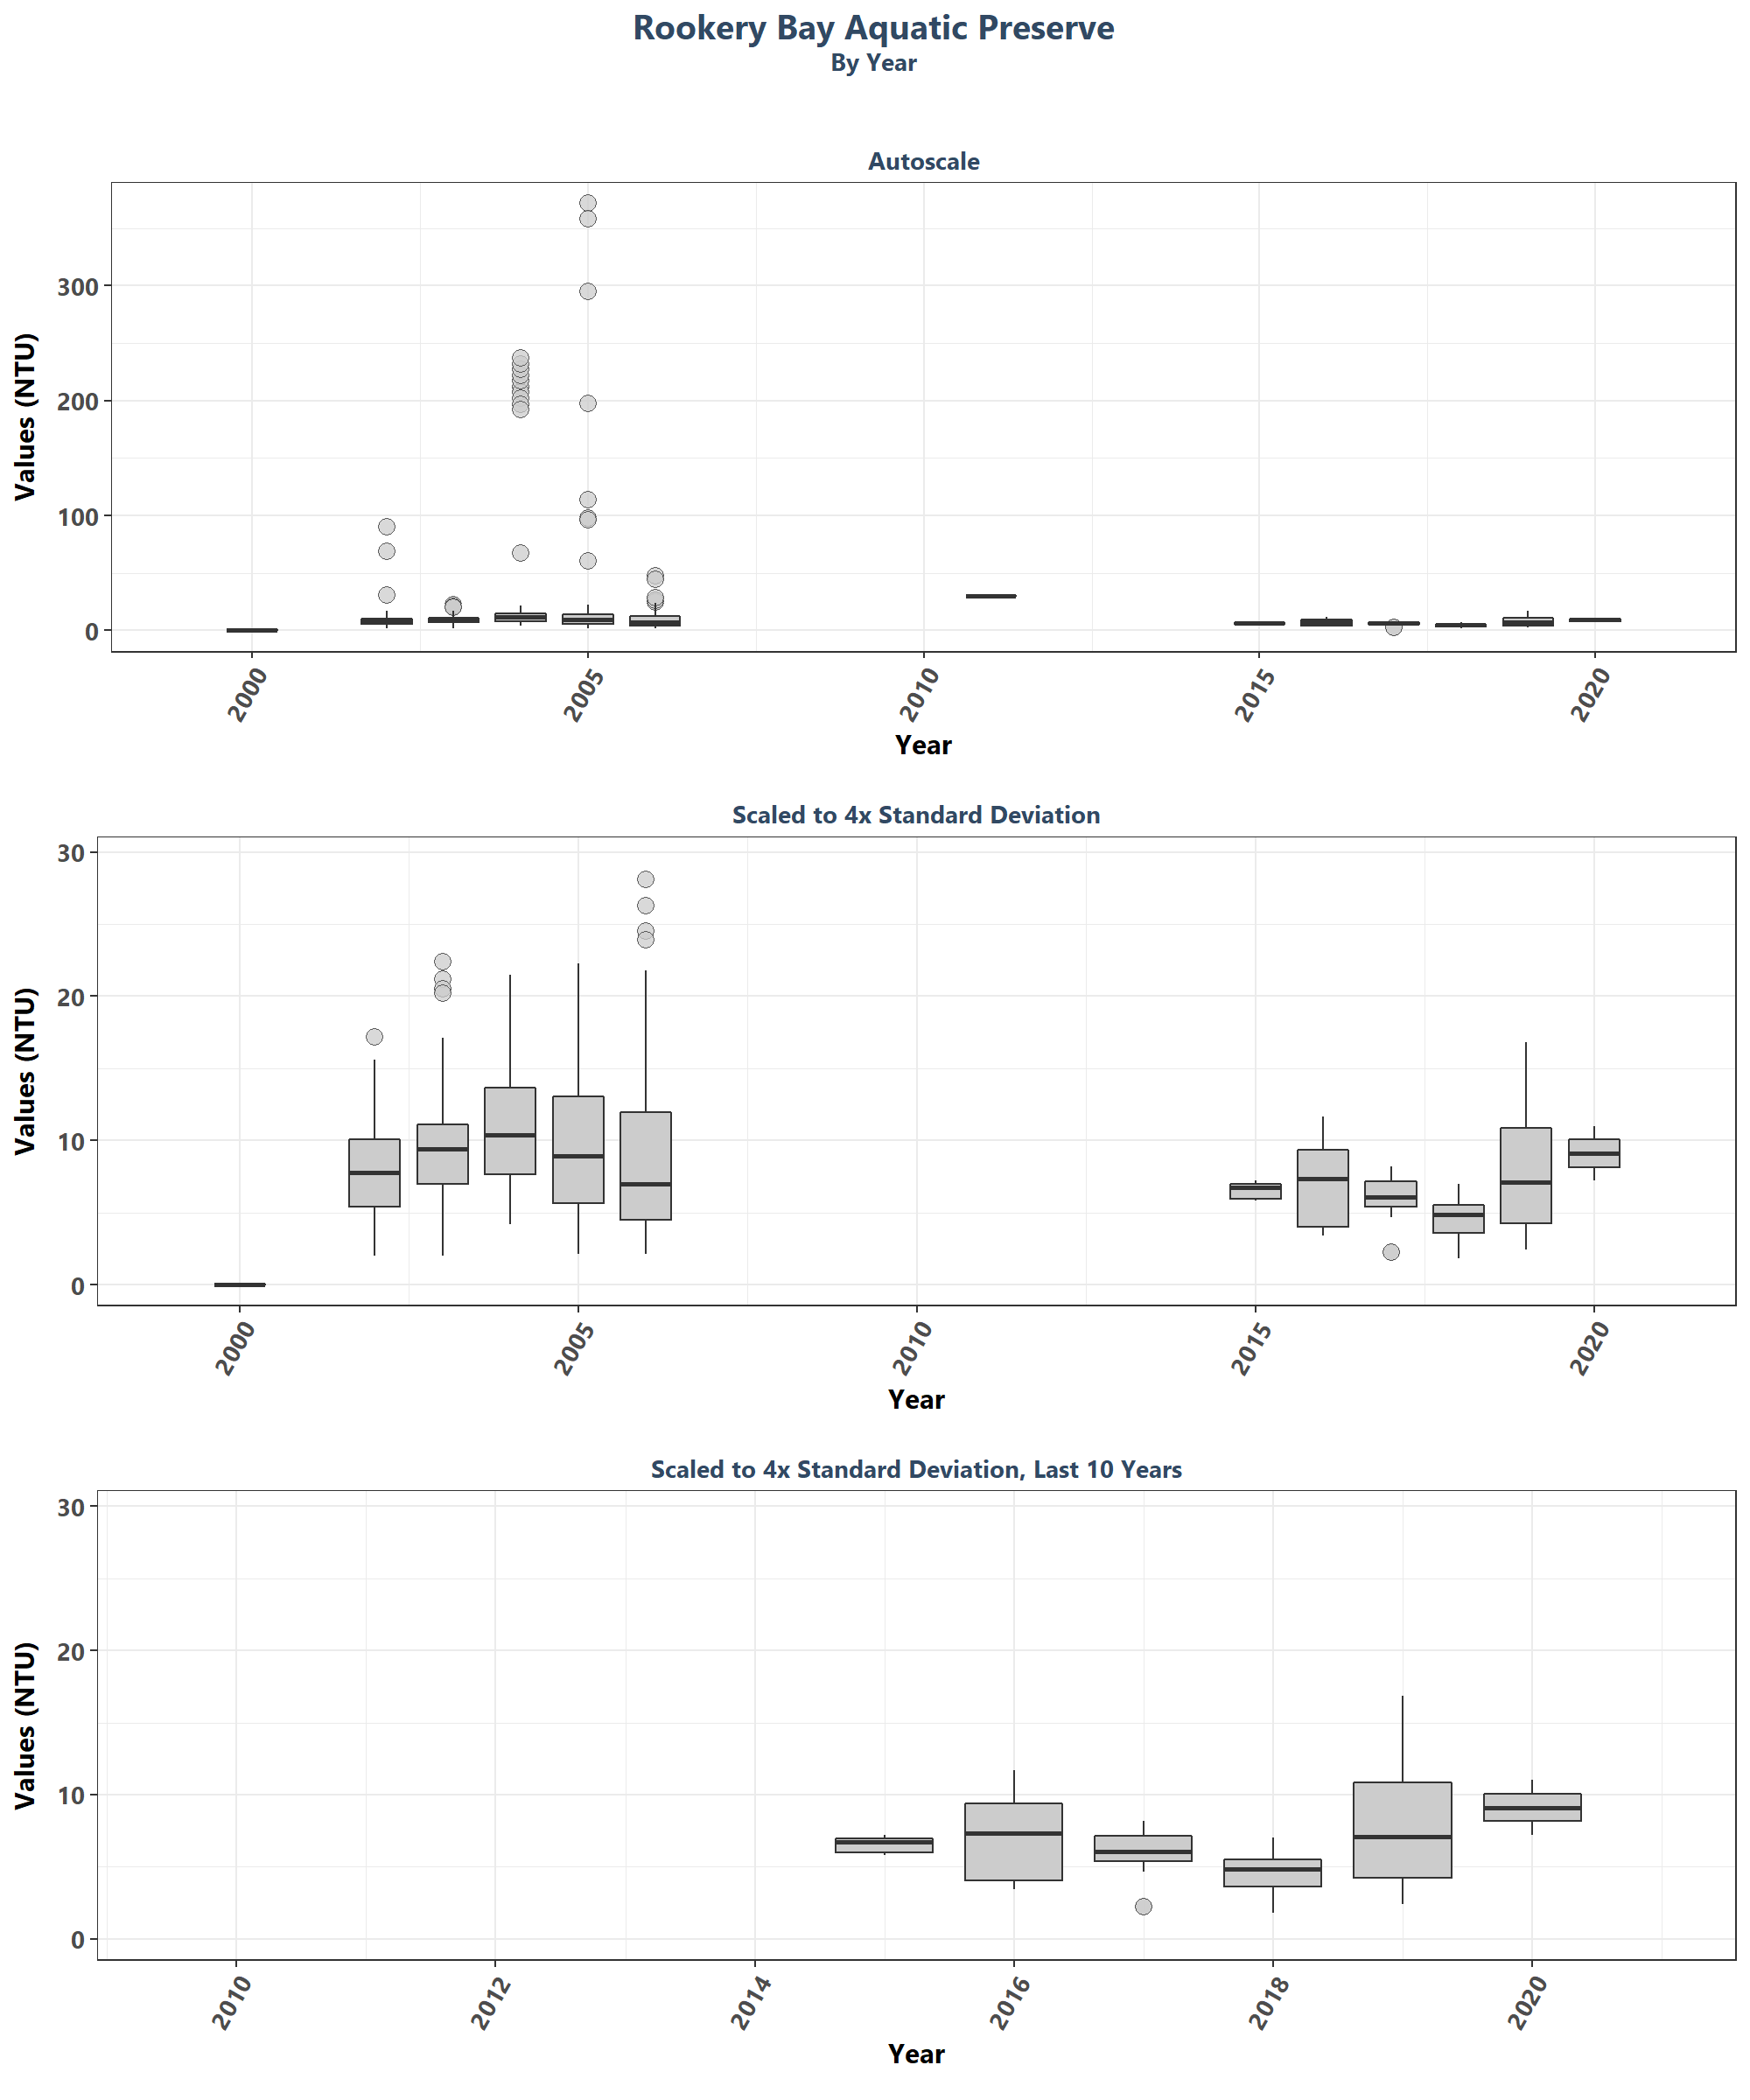 Rookery Bay Aquatic Preserve
By Year
Autoscale
Values (NTU)
300
200
100
0
2000
2005
2010
2015
2020
Year
Scaled to 4x Standard Deviation
Values (NTU)
30
20
10
0
2000
2005
2010
2015
2020
Year
Scaled to 4x Standard Deviation, Last 10 Years
Values (NTU)
30
20
10
0
2010
2012
2014
2016
2018
2020
Year